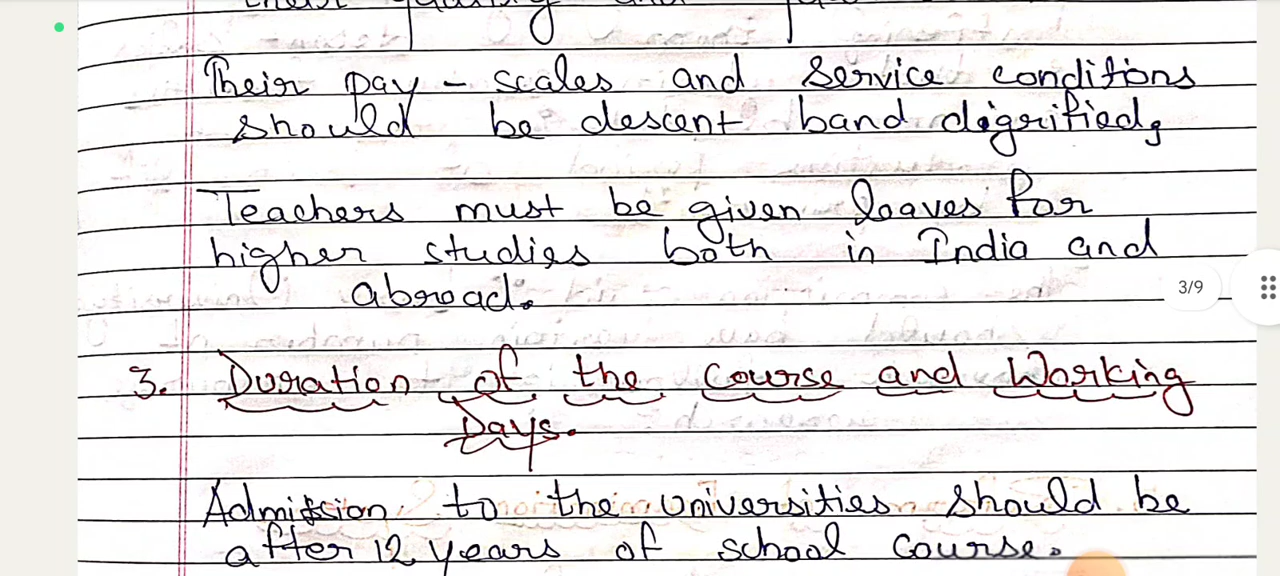 Their pay - scales and service conditions
should be descent band digrified,
Teachers must be given leaves for
higher studies both in India and
abroad.
3/9
3. Duration of the Course and Working
Days.
Admission to the universities should be
after 12 years of school course.